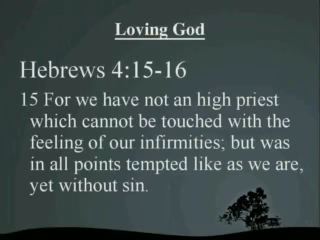 Loving God
Hebrews 4:15-16
15 For we have not an high priest
which cannot be touched with the
feeling of our infirmities; but was
in all points tempted like as we are,
yet without sin.